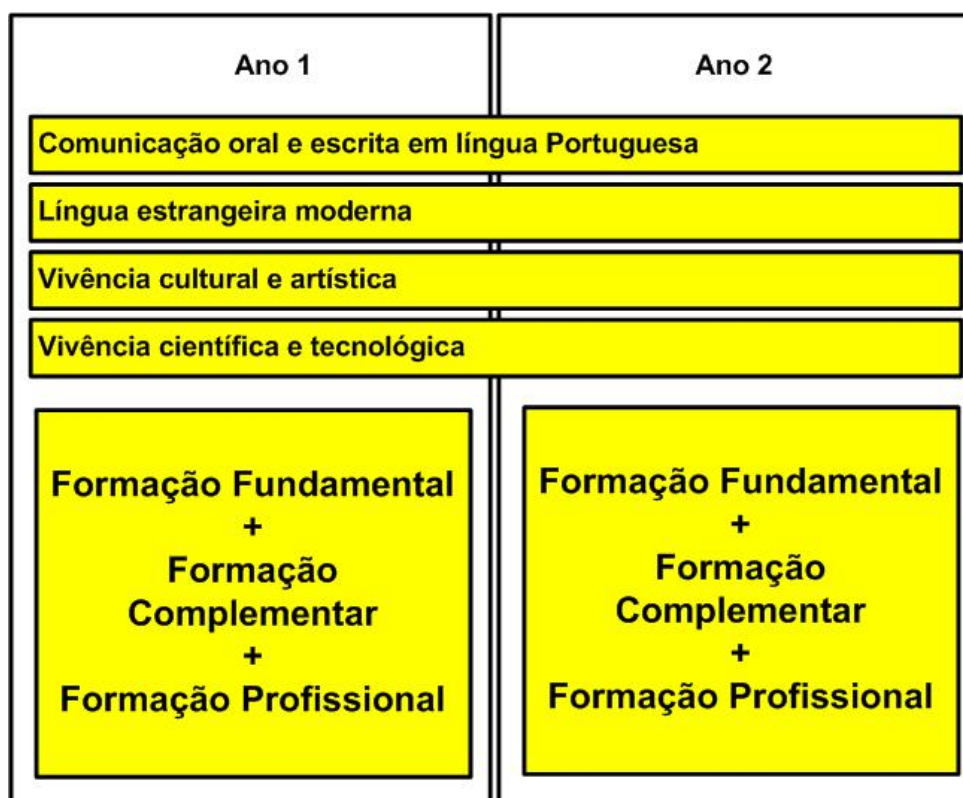 Ano 1
Ano 2
Comunicação oral e escrita em língua Portuguesa
Língua estrangeira moderna
Vivência cultural e artística
Vivência científica e tecnológica
Formação Fundamental
+
Formação
Complementar
+
Formação Profissional
Formação Fundamental
+
Formação
Complementar
+
Formação Profissional